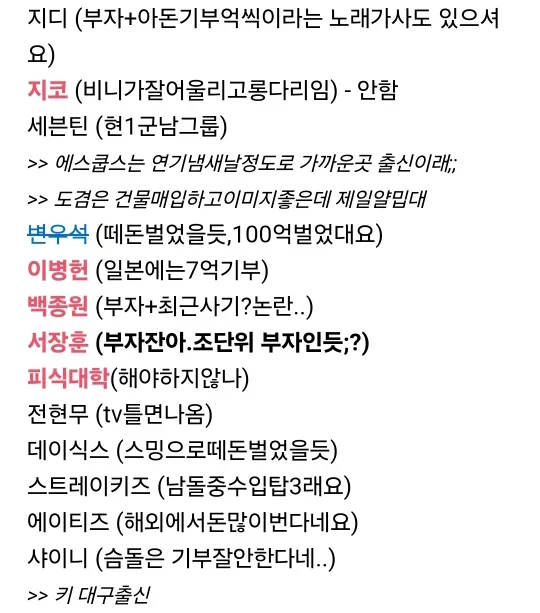 지디 (부자+아돈기부억씩이라는 노래가사도 있으셔
요)
지코 (비니가잘어울리고롱다리임) - 안함
세븐틴 (현1군남그룹)
>> 에스쿱스는 연기냄새날정도로 가까운곳 출신이래;;
>> 도겸은 건물매입하고이미지좋은데 제일얄밉대
변우석 (떼돈벌었을듯,100억벌었대요)
이병헌 (일본에는7억기부)
백종원 (부자+최근사기?논란..)
서장훈 (부자잔아.조단위 부자인듯;?)
피식대학(해야하지않나)
전현무 (tv틀면나옴)
데이식스 (스밍으로떼돈벌었을듯)
스트레이키즈 (남돌중수입탑3래요)
에이티즈 (해외에서돈많이번다네요)
샤이니 (슴돌은 기부잘안한다네..)
>> 키 대구출신